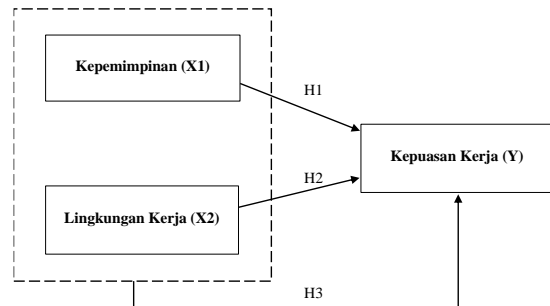 Kepemimpinan (X1)
H1
Kepuasan Kerja (Y)
H2
Lingkungan Kerja (X2)
H3